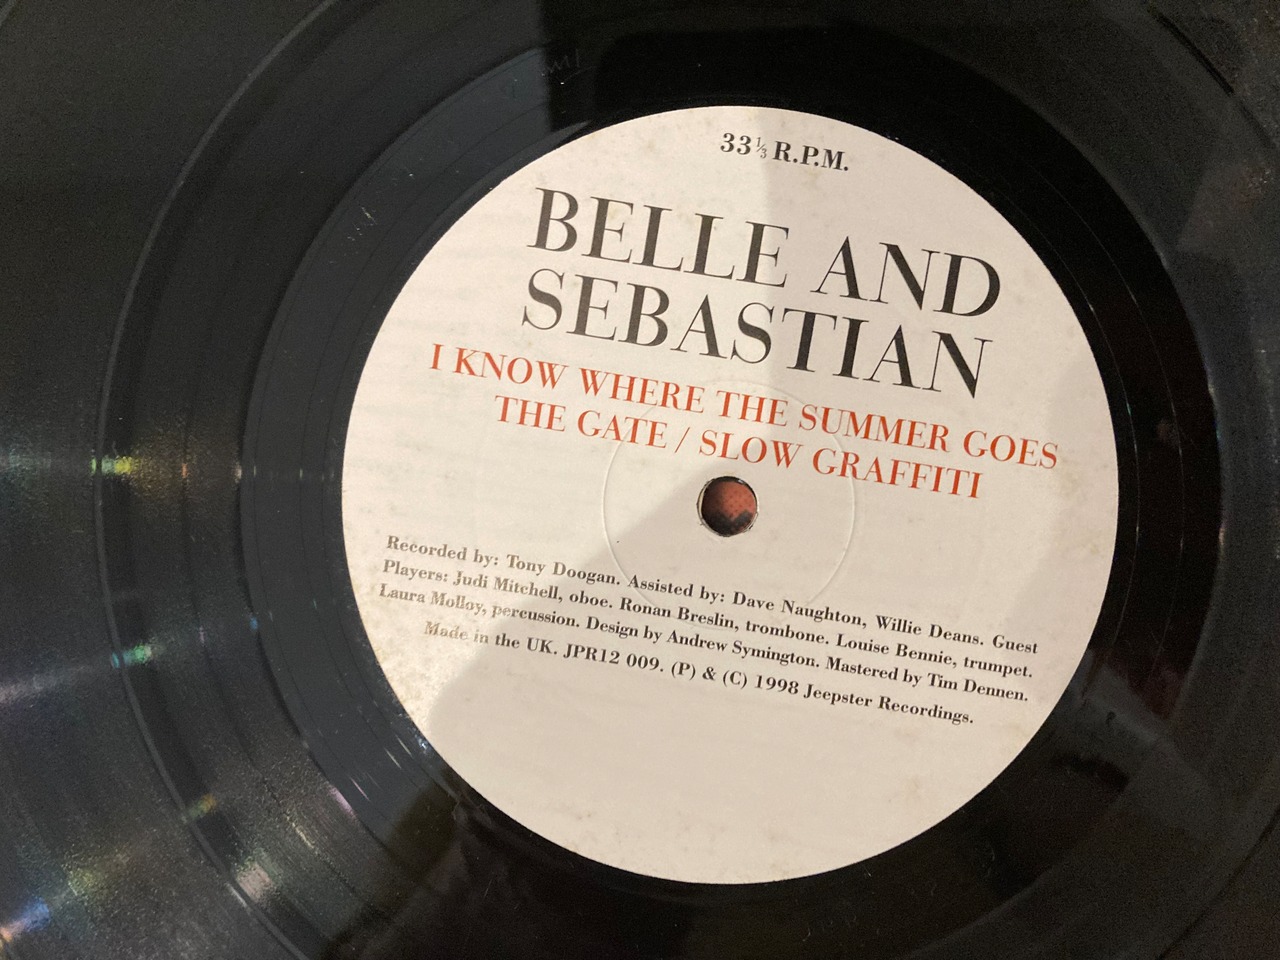 33⅓ R.P.M.
BELLE AND
SEBASTIAN
I KNOW WHERE THE SUMMER GOES
THE GATE / SLOW GRAFFITI
Recorded by: Tony Doogan. Assisted by: Dave Naughton, Willie Deans. Guest
Players: Judi Mitchell, oboe. Ronan Breslin, trombone. Louise Bennie, trumpet.
Laura Molloy, percussion. Design by Andrew Symington. Mastered by Tim Dennen.
Made in the UK. JPR12 009. (P) & (C) 1998 Jeepster Recordings.